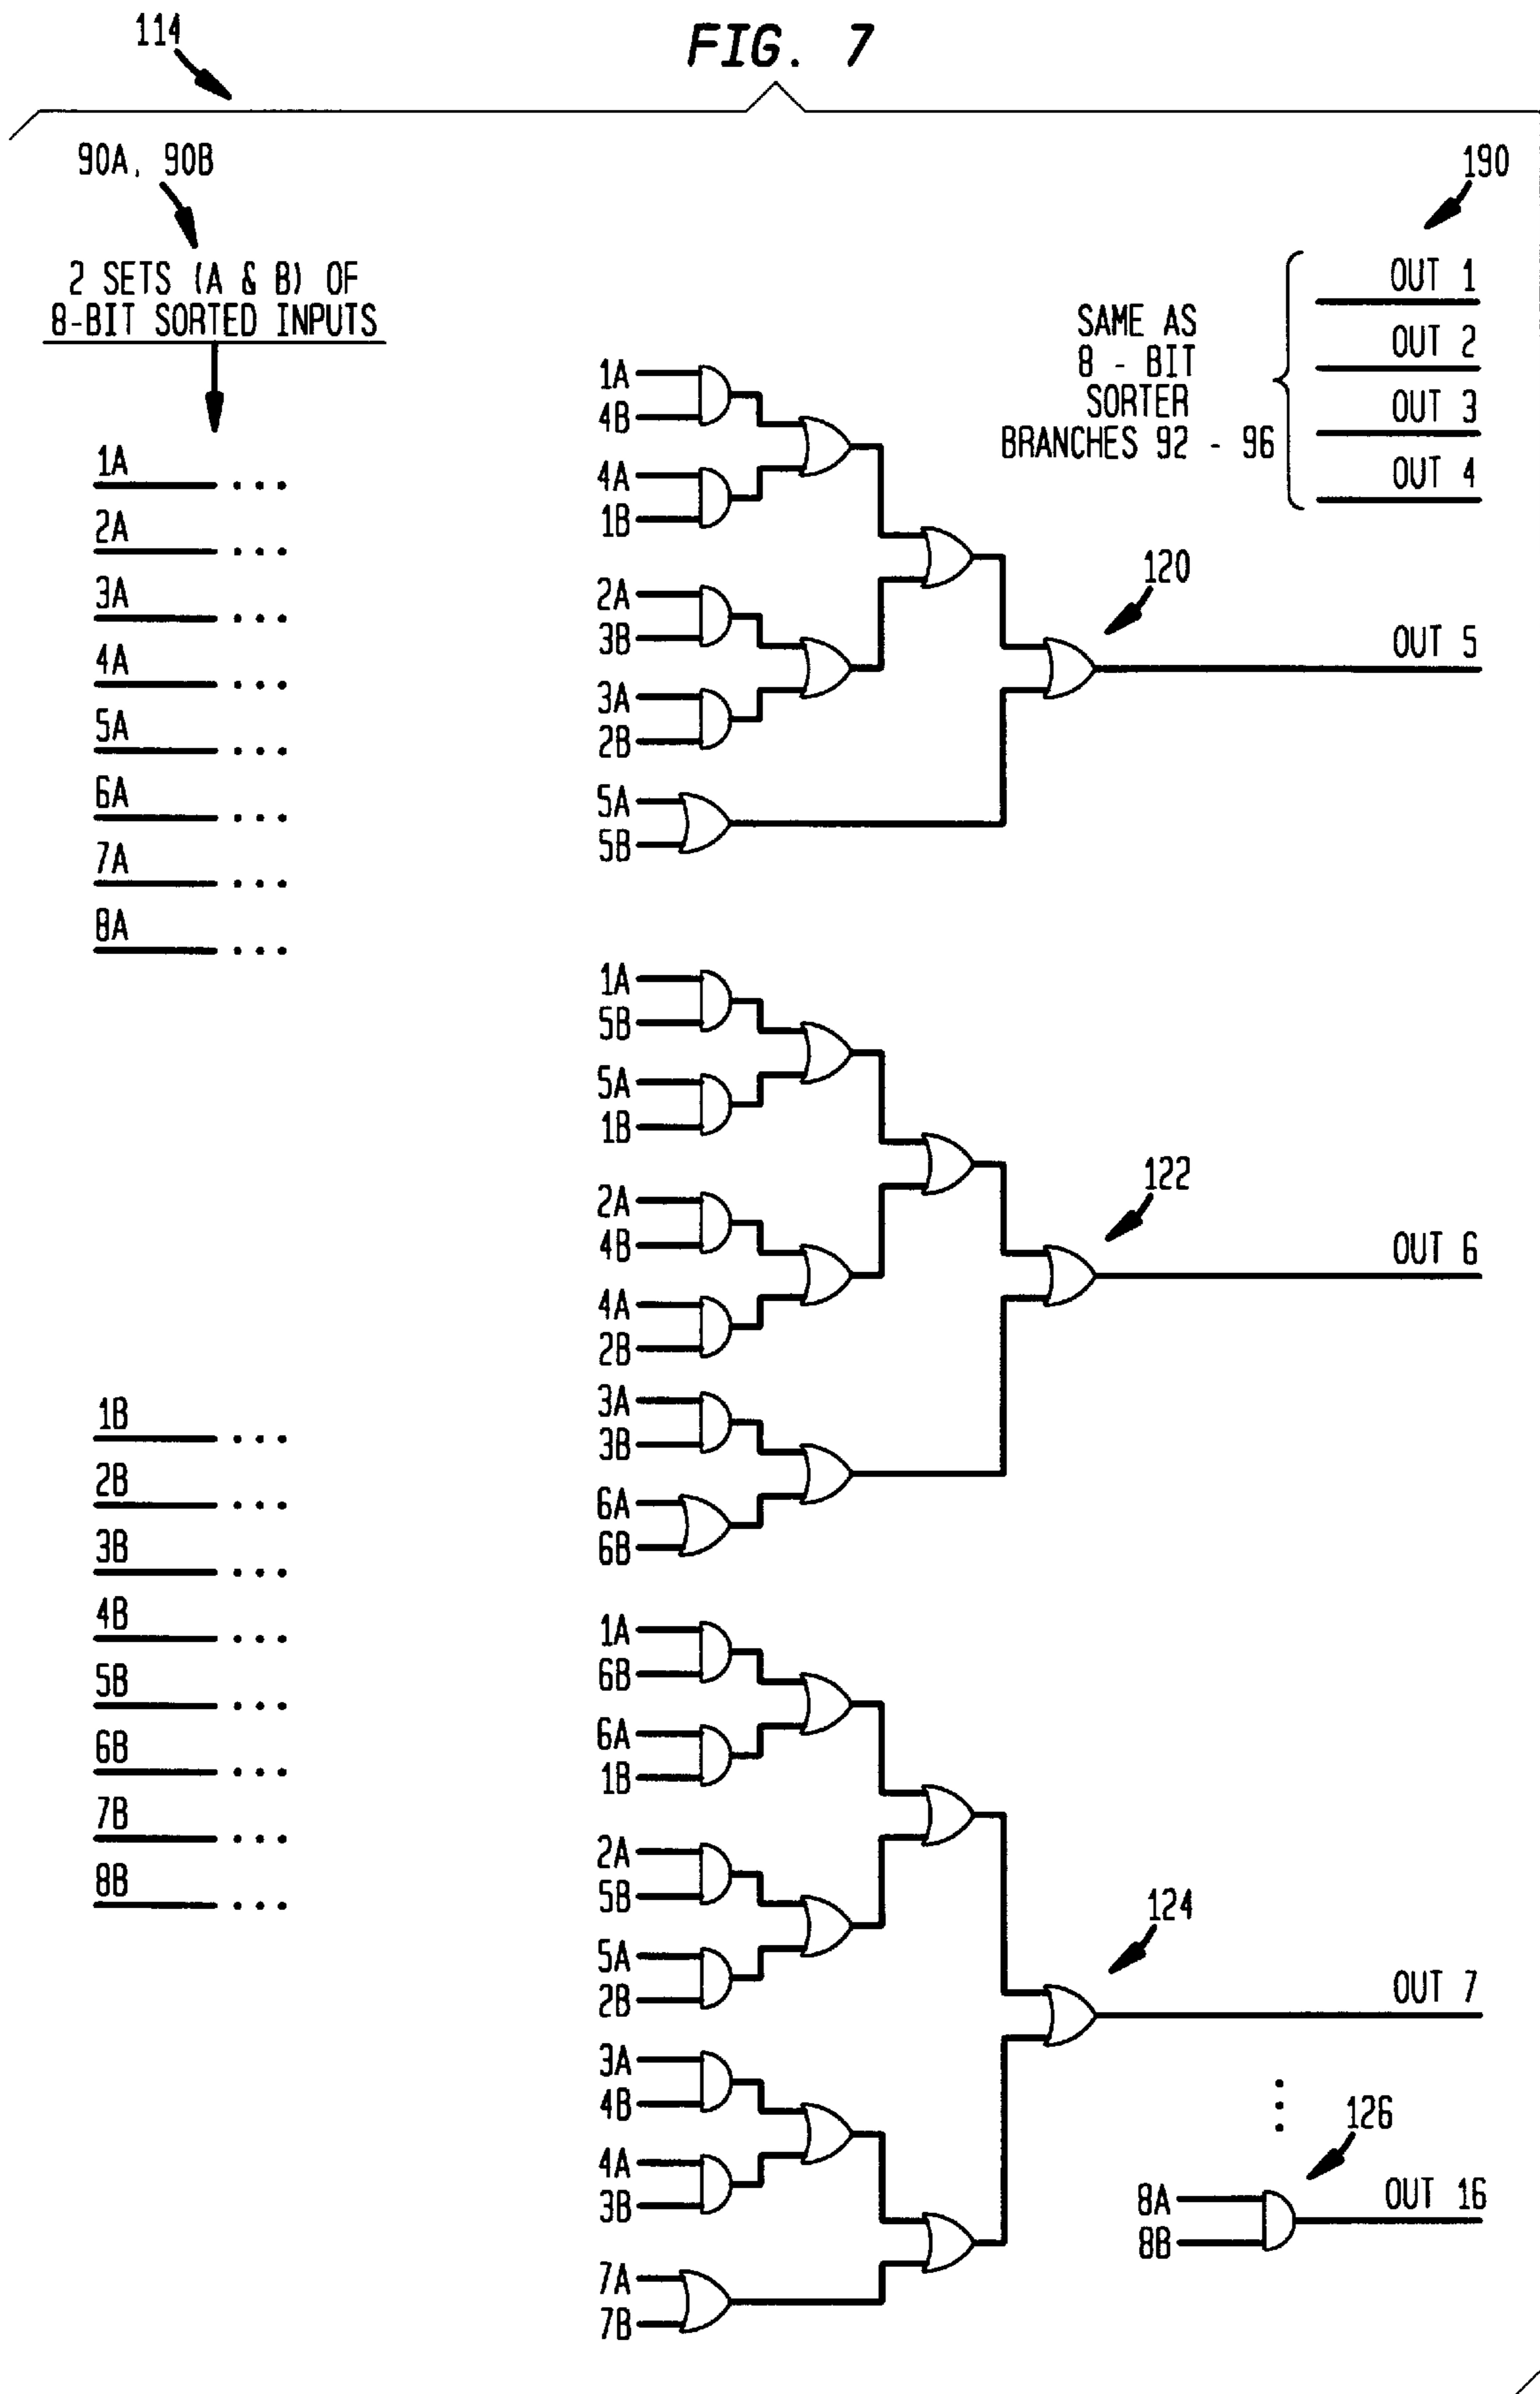 FIG. 7
114
90A, 90B
2 SETS (A & B) OF
8-BIT SORTED INPUTS
1A
2A
3A
4A
5A
6A
7A
8A
1B
2B
3B
4B
5B
6B
7B
8B
190
SAME AS
8 - BIT
SORTER
BRANCHES 92 - 96
OUT 1
OUT 2
OUT 3
OUT 4
1A
4B
4A
1B
2A
3B
3A
2B
5A
5B
120
OUT 5
1A
5B
5A
1B
2A
4B
4A
2B
3A
3B
6A
6B
122
OUT 6
1A
6B
6A
1B
2A
5B
5A
2B
3A
4B
4A
3B
7A
7B
124
OUT 7
126
8A
8B
OUT 16